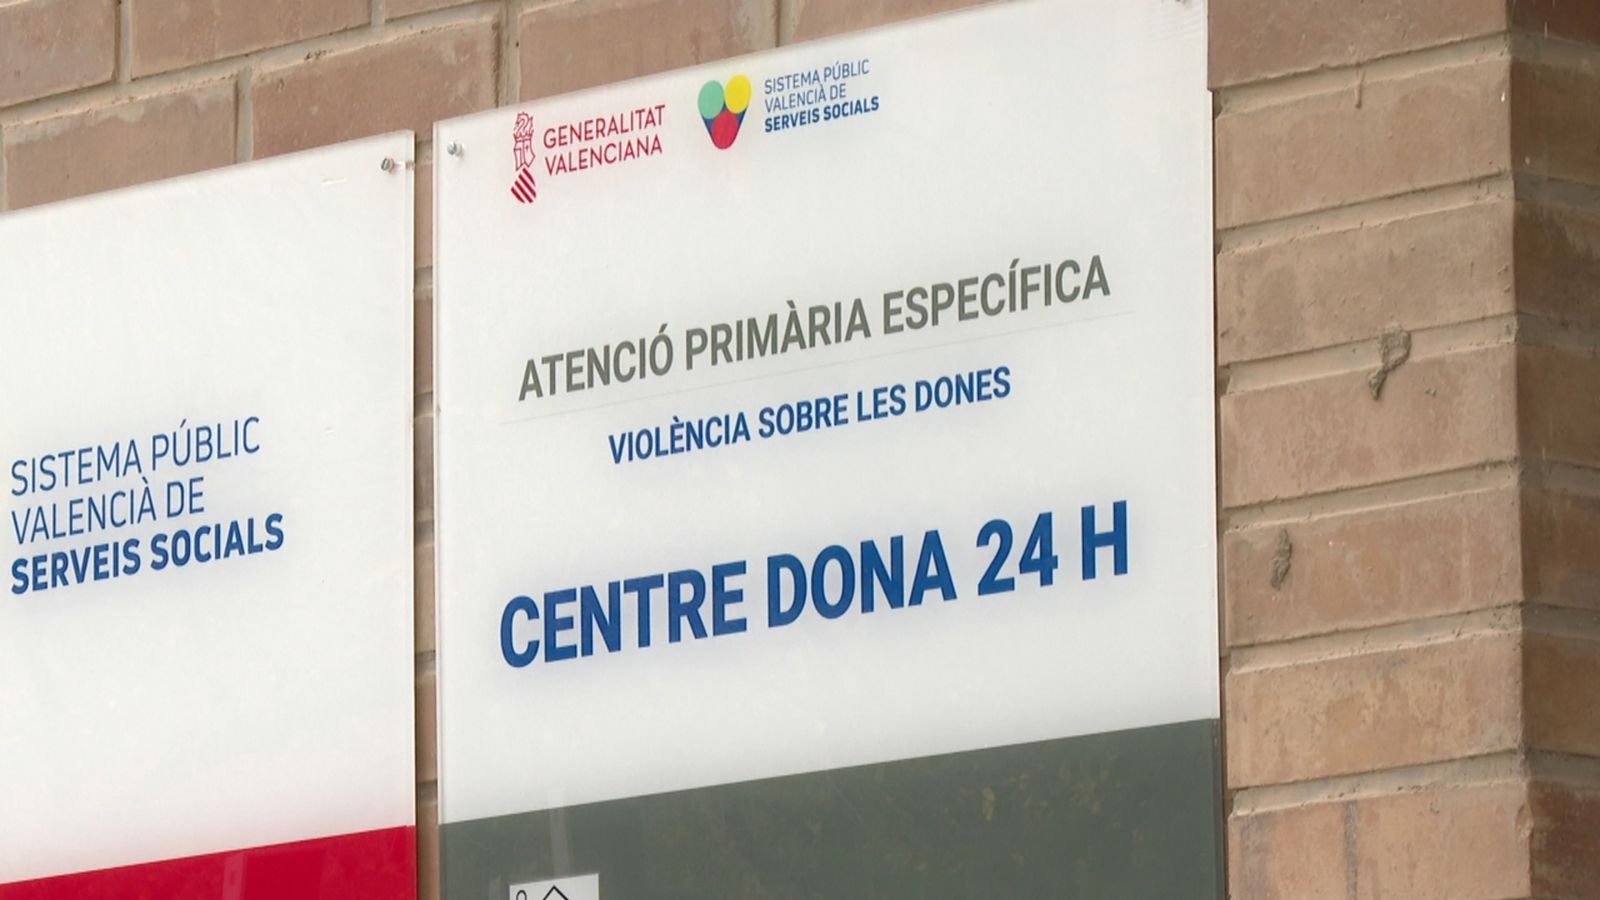 SISTEMA PÚBLIC
VALENCIÀ DE
SERVEIS SOCIALS
GENERALITAT
VALENCIANA
SISTEMA PÚBLIC
VALENCIÀ DE
SERVEIS SOCIALS
ATENCIÓ PRIMÀRIA ESPECÍFICA
VIOLÈNCIA SOBRE LES DONES
CENTRE DONA 24 H